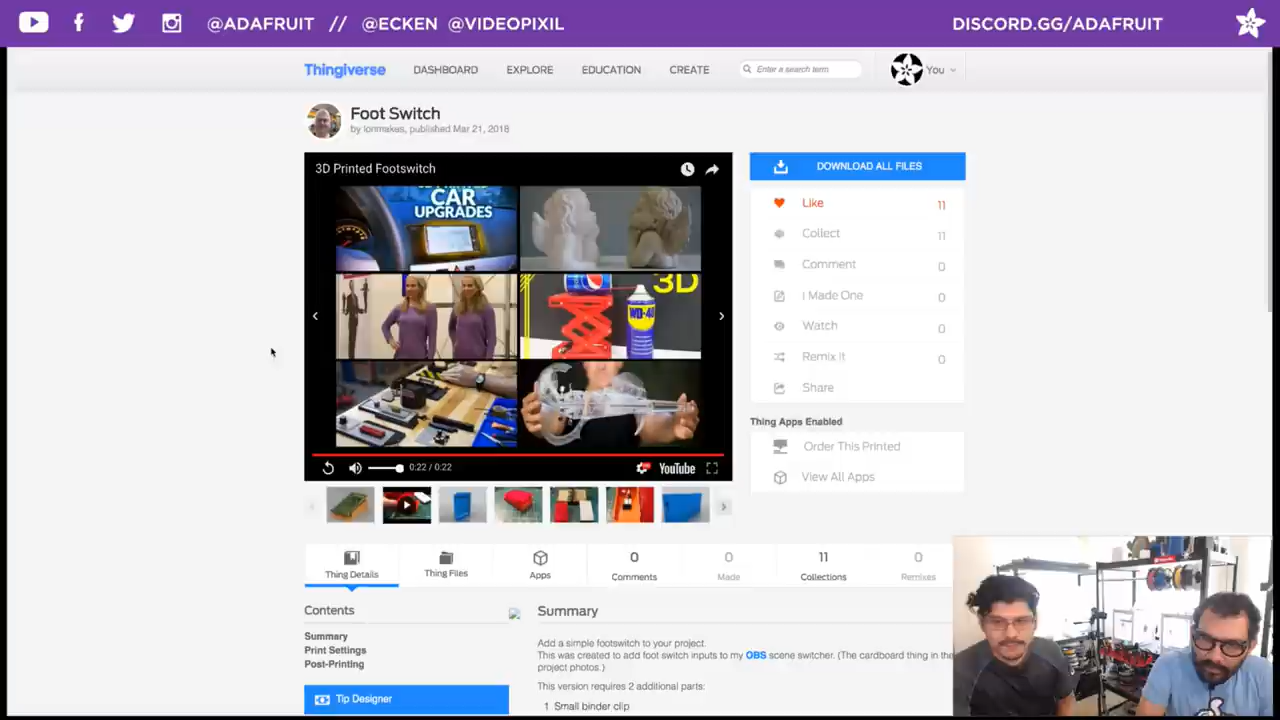 @ADAFRUIT // @ECKEN @VIDEOPIXIL
DISCORD.GG/ADAFRUIT
Thingiverse
DASHBOARD
EXPLORE
EDUCATION
CREATE
Enter a search term
You
Foot Switch
by lonmakes, published Mar 21, 2018
3D Printed Footswitch
3D PRINTED
CAR
UPGRADES
3D
WD-40
0:22 / 0:22
YouTube
DOWNLOAD ALL FILES
Like 11
Collect 11
Comment 0
I Made One 0
Watch 0
Remix It 0
Share
Thing Apps Enabled
Order This Printed
View All Apps
Thing Details
Thing Files
Apps
0
Comments
0
Made
11
Collections
0
Remixes
Contents
Summary
Print Settings
Post-Printing
Tip Designer
Summary
Add a simple footswitch to your project.
This was created to add foot switch inputs to my OBS scene switcher. (The cardboard thing in the
project photos.)
This version requires 2 additional parts:
1 Small binder clip